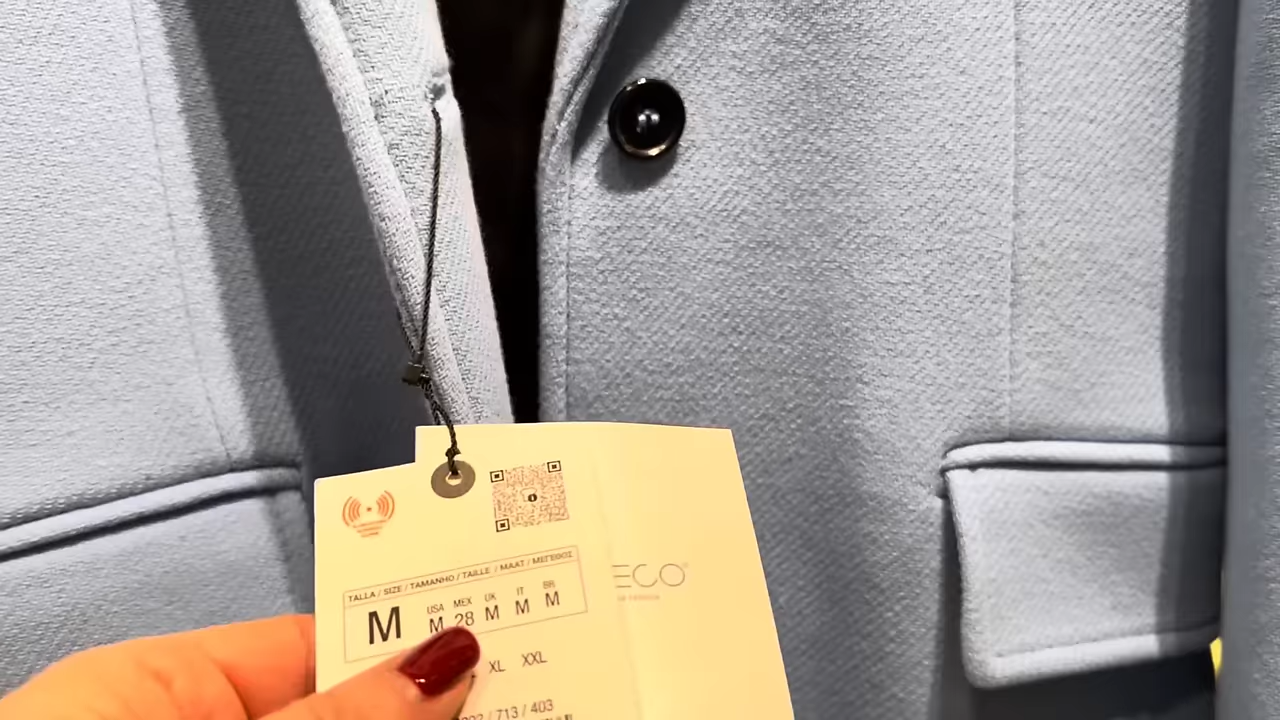 TALLA / SIZE / TAMANHO / TAILLE / MAAT / ΜΕΓΕΘΟΣ
M
USA MEX UK IT BR
M 28 M M M
XL XXL
/ 713 / 403
ECO